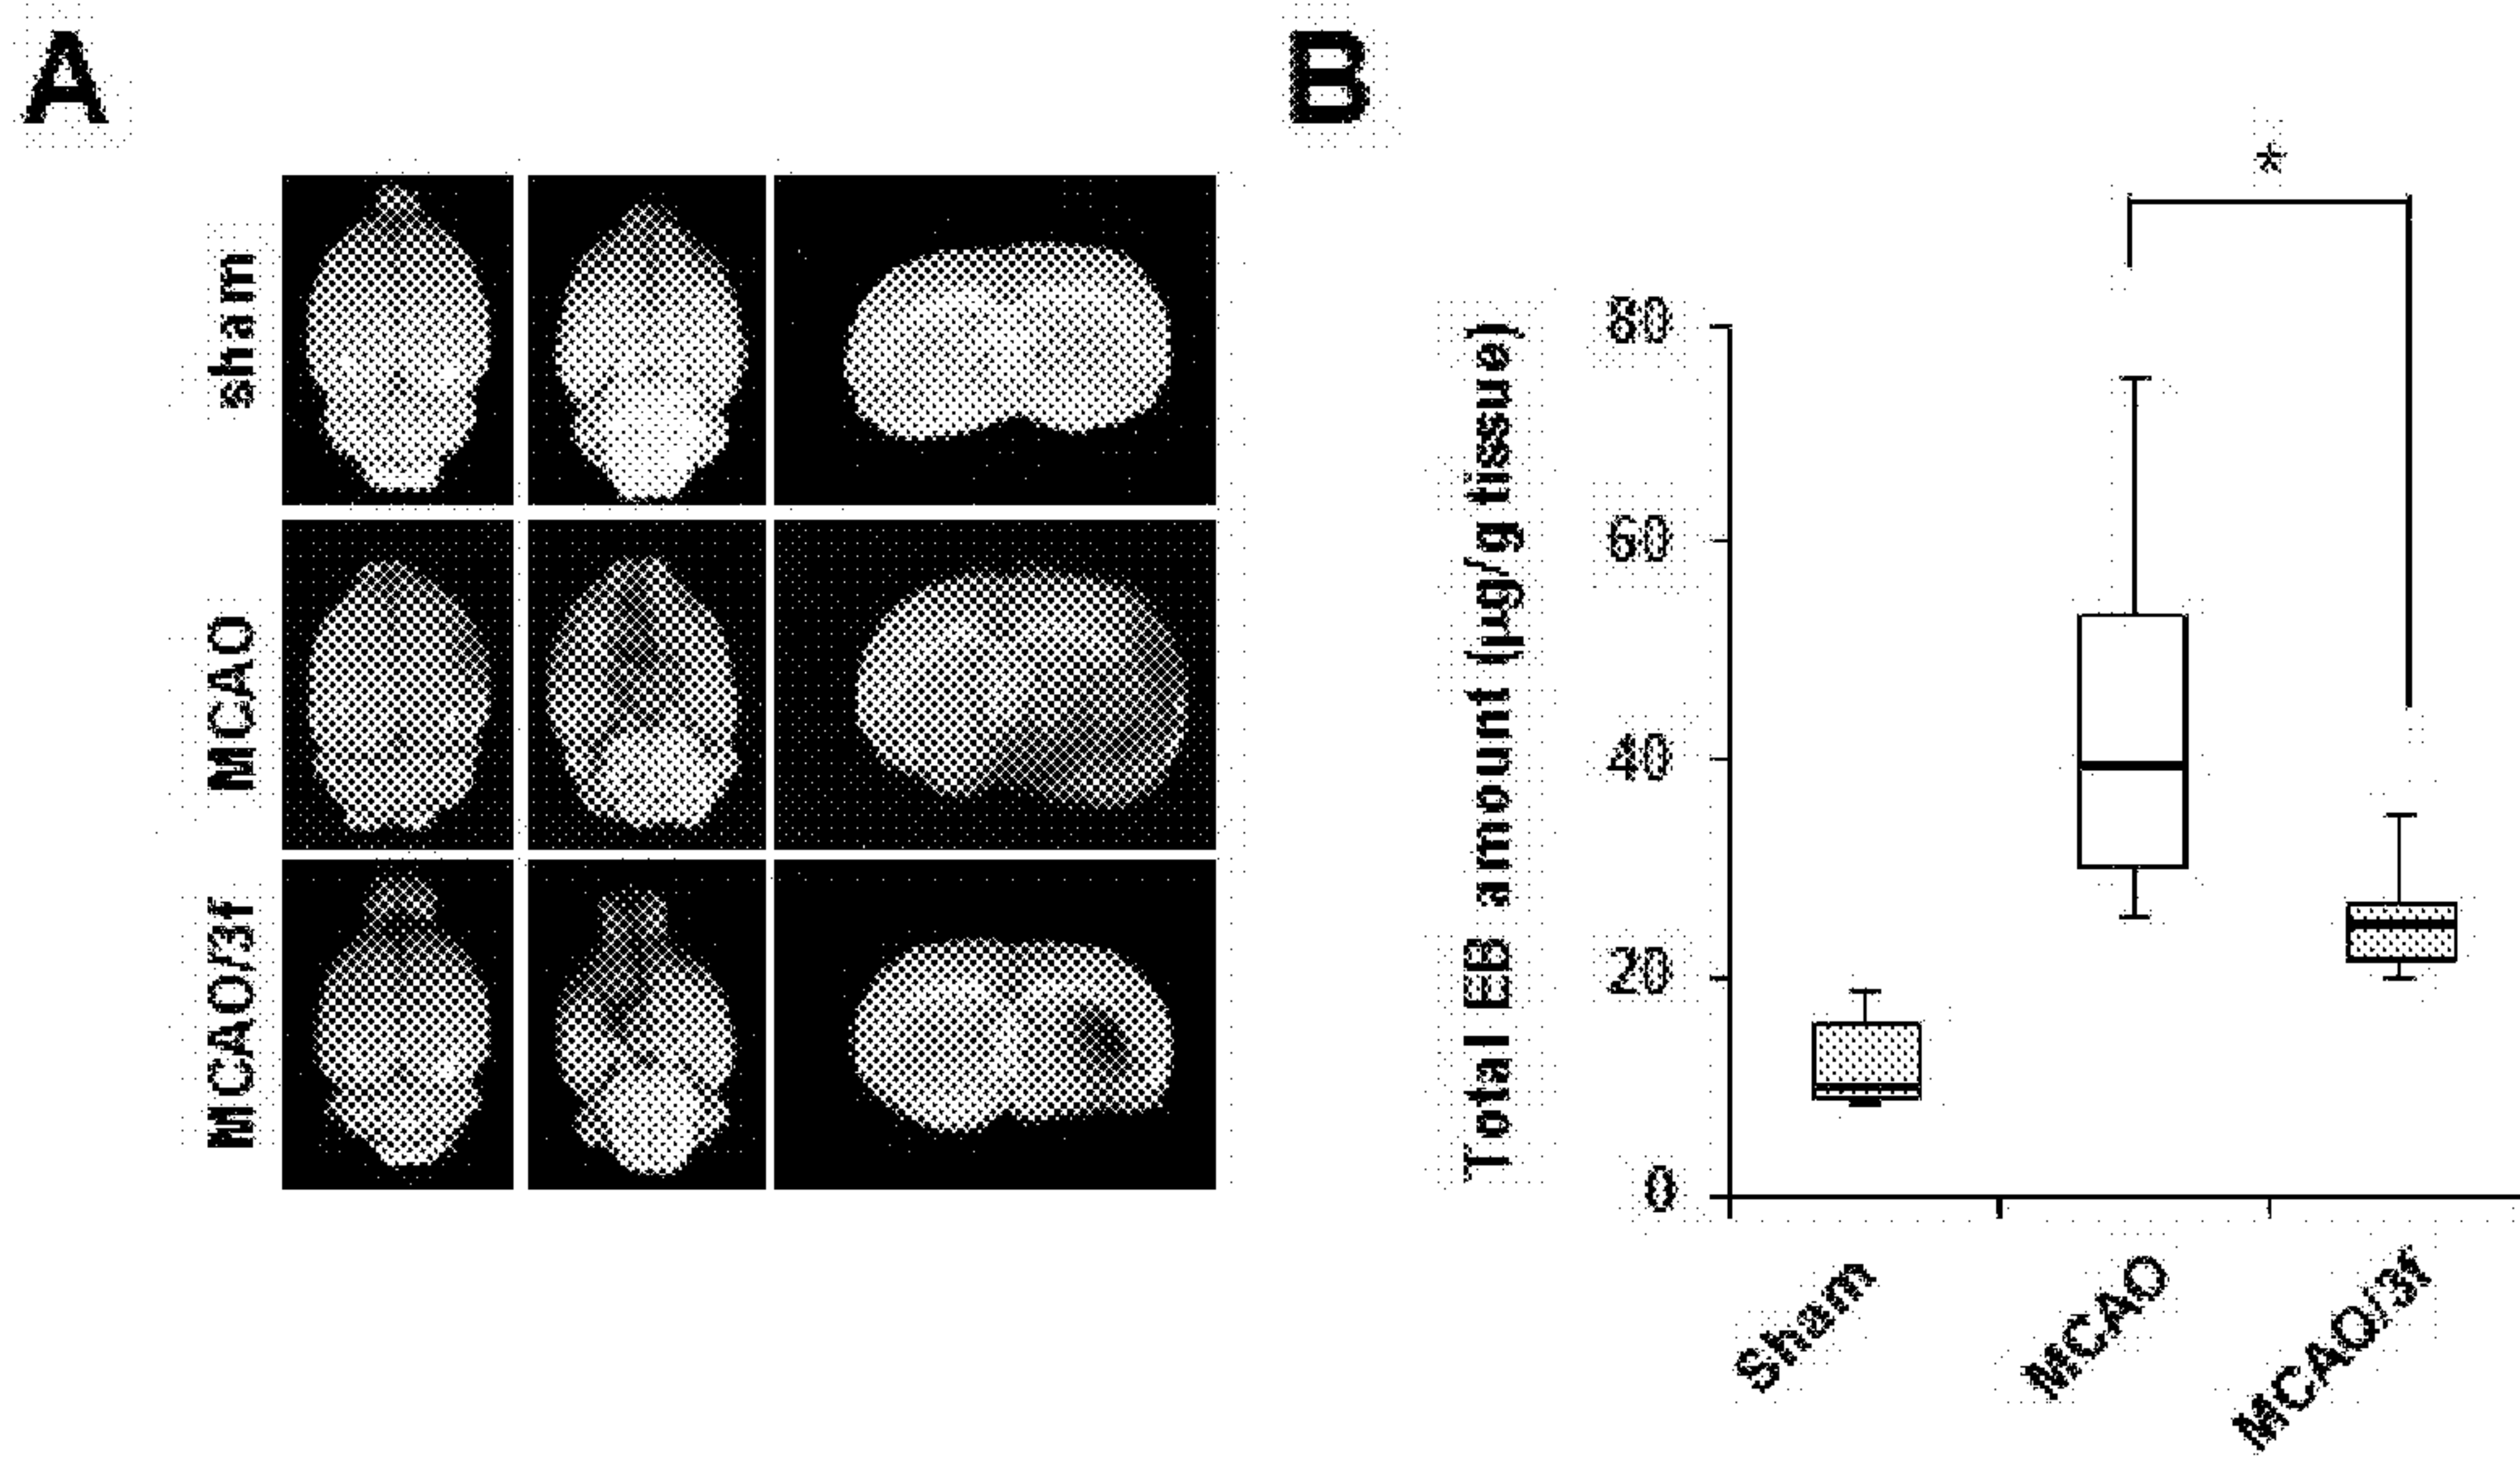 A
B
sham
MCAO
MCAO/3f
*
Total EB amount (µg/g tissue)
80
60
40
20
0
Sham
MCAO
MCAO/3f